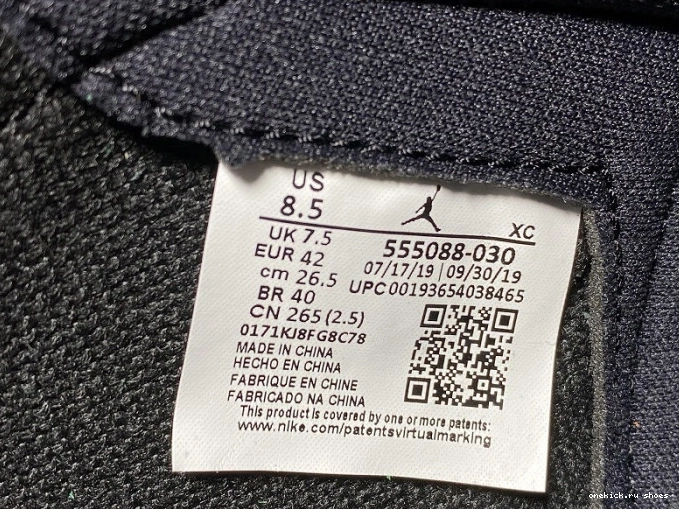 US
8.5
XC
UK 7.5
EUR 42
cm 26.5
BR 40
CN 265 (2.5)
0171KJ8FG8C78
555088-030
07/17/19 | 09/30/19
UPC00193654038465
MADE IN CHINA
HECHO EN CHINA
FABRIQUE EN CHINE
FABRICADO NA CHINA
This product is covered by one or more patents:
www.nike.com/patentsvirtualmarking
onekick.ru shoes